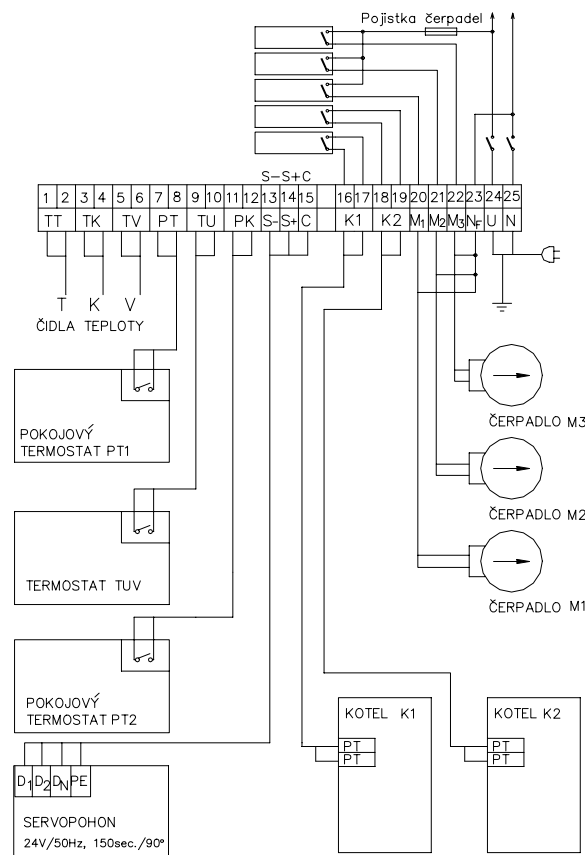 Pojistka čerpadel
S-S+C
1 2 3 4 5 6 7 8 9 10 11 12 13 14 15 16 17 18 19 20 21 22 23 24 25
TT TK TV PT TU PK S- S+ C K1 K2 M1 M2 M3 NF U N
T K V
ČIDLA TEPLOTY
POKOJOVÝ
TERMOSTAT PT1
ČERPADLO M3
ČERPADLO M2
TERMOSTAT TUV
ČERPADLO M1
POKOJOVÝ
TERMOSTAT PT2
KOTEL K1
PT
PT
KOTEL K2
PT
PT
D1 D2 DN PE
SERVOPOHON
24V/50Hz, 150sec./90°